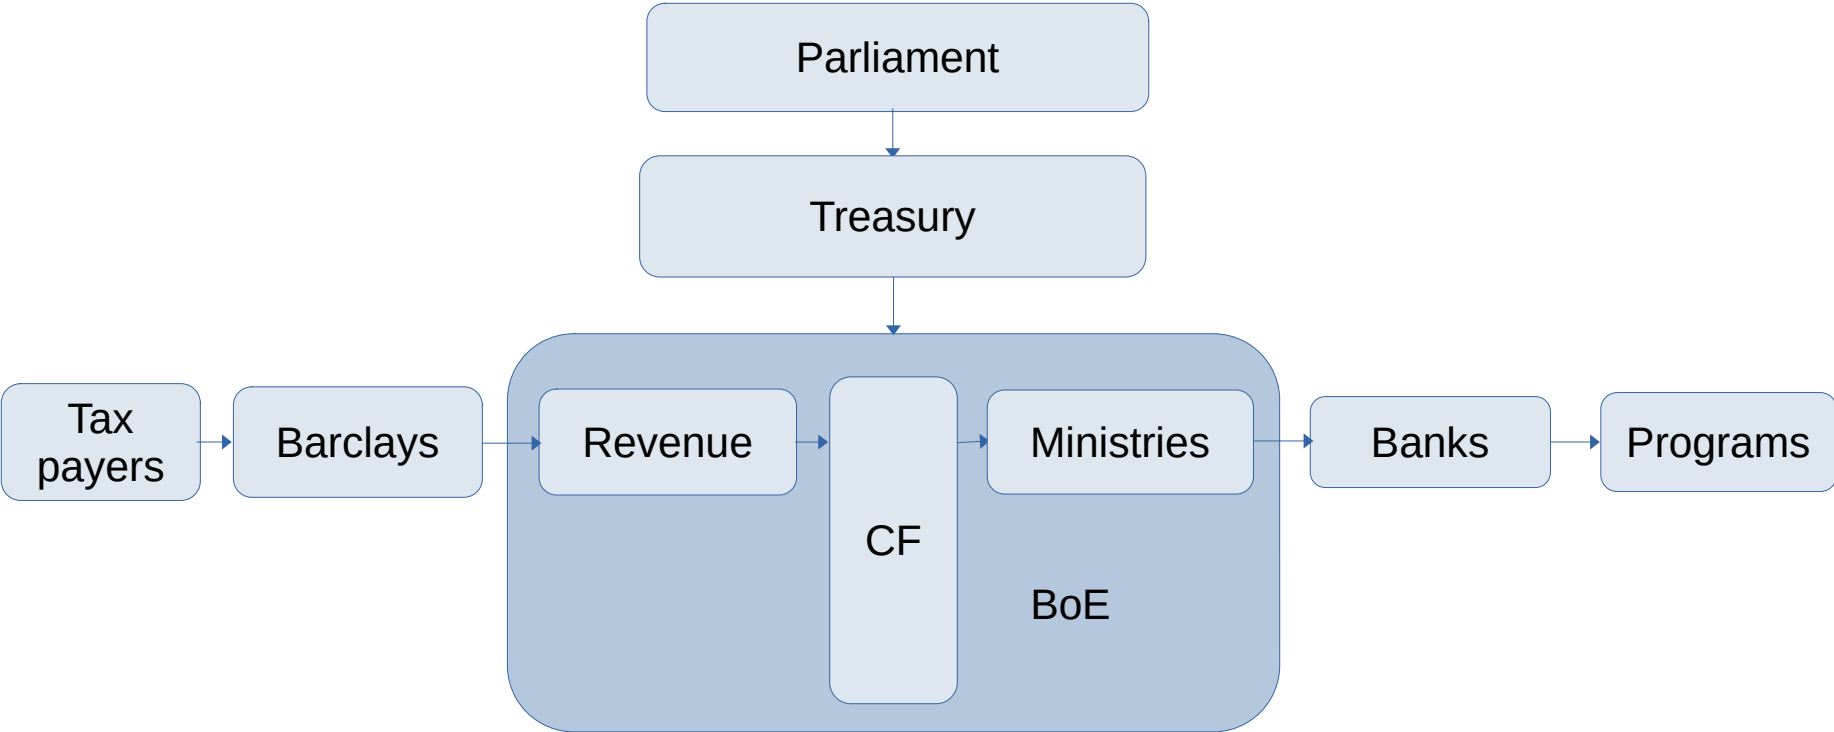 Parliament
Treasury
Tax
payers
Barclays
Revenue
CF
Ministries
BoE
Banks
Programs